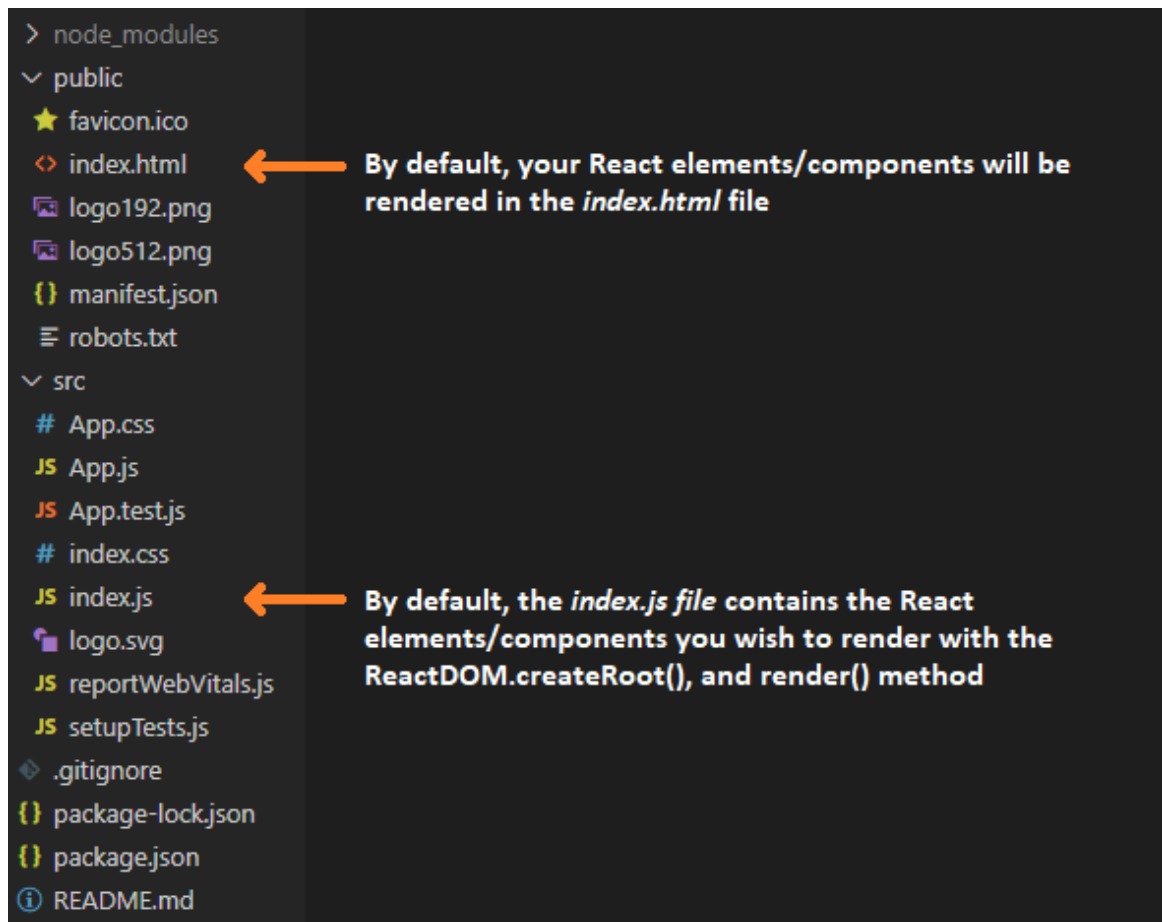 node_modules
public
favicon.ico
index.html
By default, your React elements/components will be
rendered in the index.html file
logo192.png
logo512.png
manifest.json
robots.txt
src
App.css
App.js
App.test.js
index.css
index.js
By default, the index.js file contains the React
elements/components you wish to render with the
ReactDOM.createRoot(), and render() method
logo.svg
reportWebVitals.js
setupTests.js
.gitignore
package-lock.json
package.json
README.md